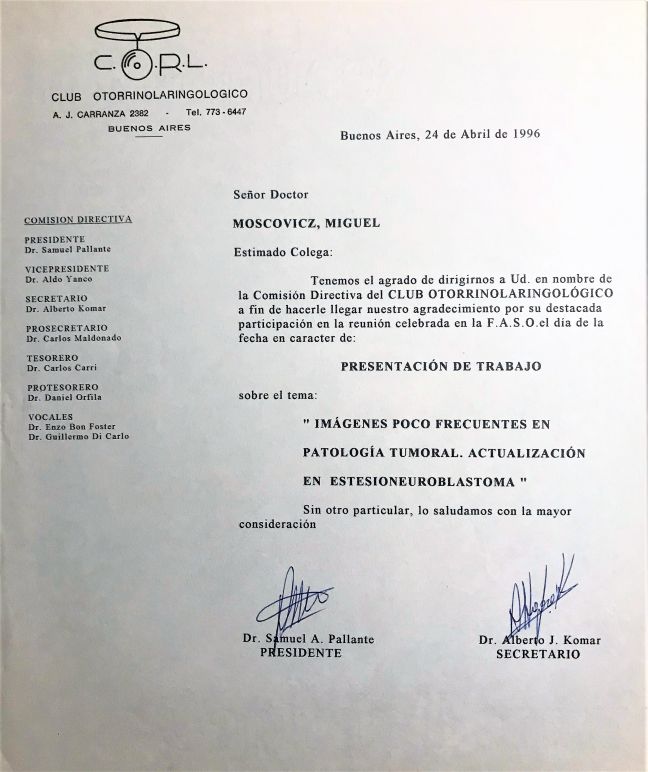 C.O.R.L.
CLUB OTORRINOLARINGOLOGICO
A. J. CARRANZA 2382 - Tel. 773-6447
BUENOS AIRES
Buenos Aires, 24 de Abril de 1996
COMISION DIRECTIVA
PRESIDENTE
Dr. Samuel Pallante
VICEPRESIDENTE
Dr. Aldo Yanco
SECRETARIO
Dr. Alberto Komar
PROSECRETARIO
Dr. Carlos Maldonado
TESORERO
Dr. Carlos Carri
PROTESORERO
Dr. Daniel Orfila
VOCALES
Dr. Enzo Bon Foster
Dr. Guillermo Di Carlo
Señor Doctor
MOSCOVICZ, MIGUEL
Estimado Colega:
Tenemos el agrado de dirigirnos a Ud. en nombre de
la Comisión Directiva del CLUB OTORRINOLARINGOLÓGICO
a fin de hacerle llegar nuestro agradecimiento por su destacada
participación en la reunión celebrada en la F.A.S.O.el día de la
fecha en caracter de:
PRESENTACIÓN DE TRABAJO
sobre el tema:
" IMÁGENES POCO FRECUENTES EN
PATOLOGÍA TUMORAL. ACTUALIZACIÓN
EN ESTESIONEUROBLASTOMA "
Sin otro particular, lo saludamos con la mayor
consideración
Dr. Samuel A. Pallante
PRESIDENTE
Dr. Alberto J. Komar
SECRETARIO